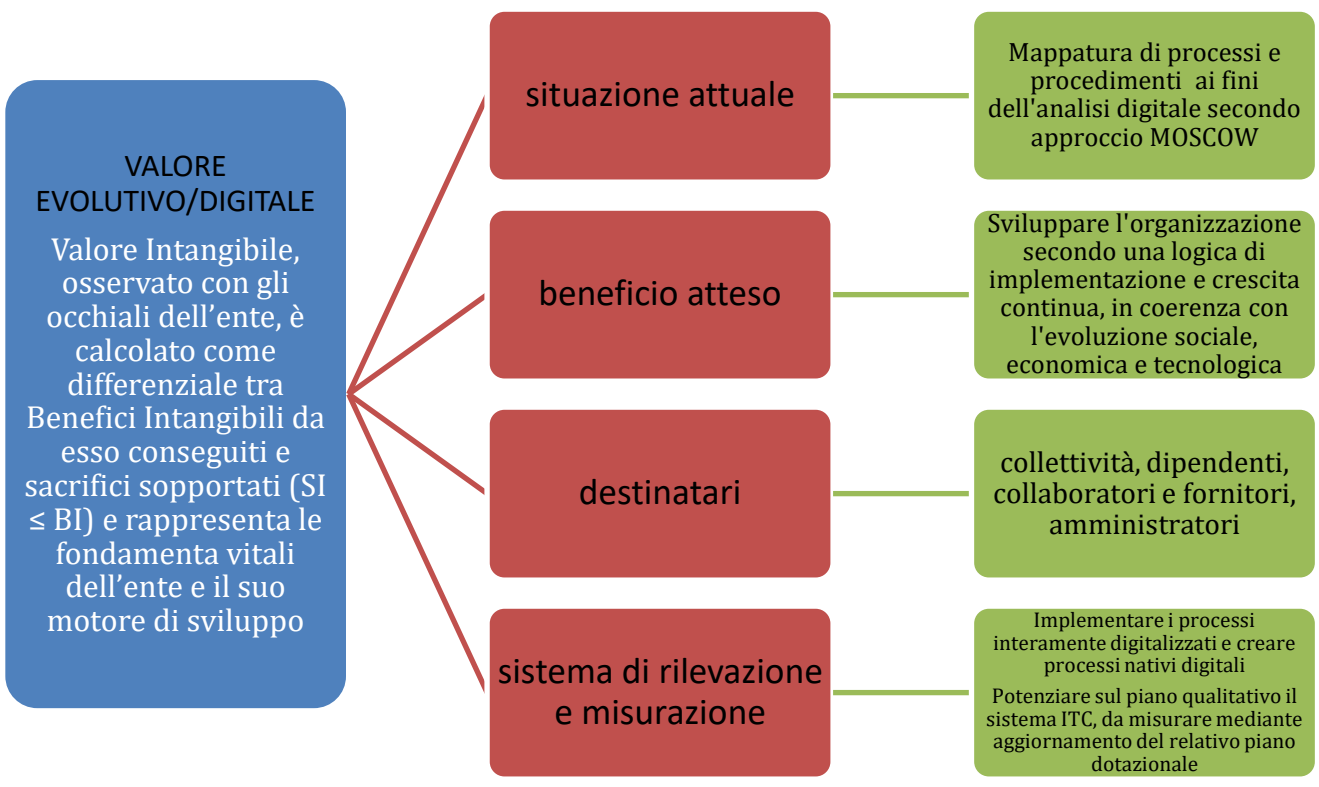 VALORE
EVOLUTIVO/DIGITALE
Valore Intangibile,
osservato con gli
occhiali dell’ente, è
calcolato come
differenziale tra
Benefici Intangibili da
esso conseguiti e
sacrifici sopportati (SI
≤ BI) e rappresenta le
fondamenta vitali
dell’ente e il suo
motore di sviluppo
situazione attuale
Mappatura di processi e
procedimenti ai fini
dell'analisi digitale secondo
approccio MOSCOW
beneficio atteso
Sviluppare l'organizzazione
secondo una logica di
implementazione e crescita
continua, in coerenza con
l'evoluzione sociale,
economica e tecnologica
destinatari
collettività, dipendenti,
collaboratori e fornitori,
amministratori
sistema di rilevazione
e misurazione
Implementare i processi
interamente digitalizzati e creare
processi nativi digitali
Potenziare sul piano qualitativo il
sistema ITC, da misurare mediante
aggiornamento del relativo piano
dotazionale